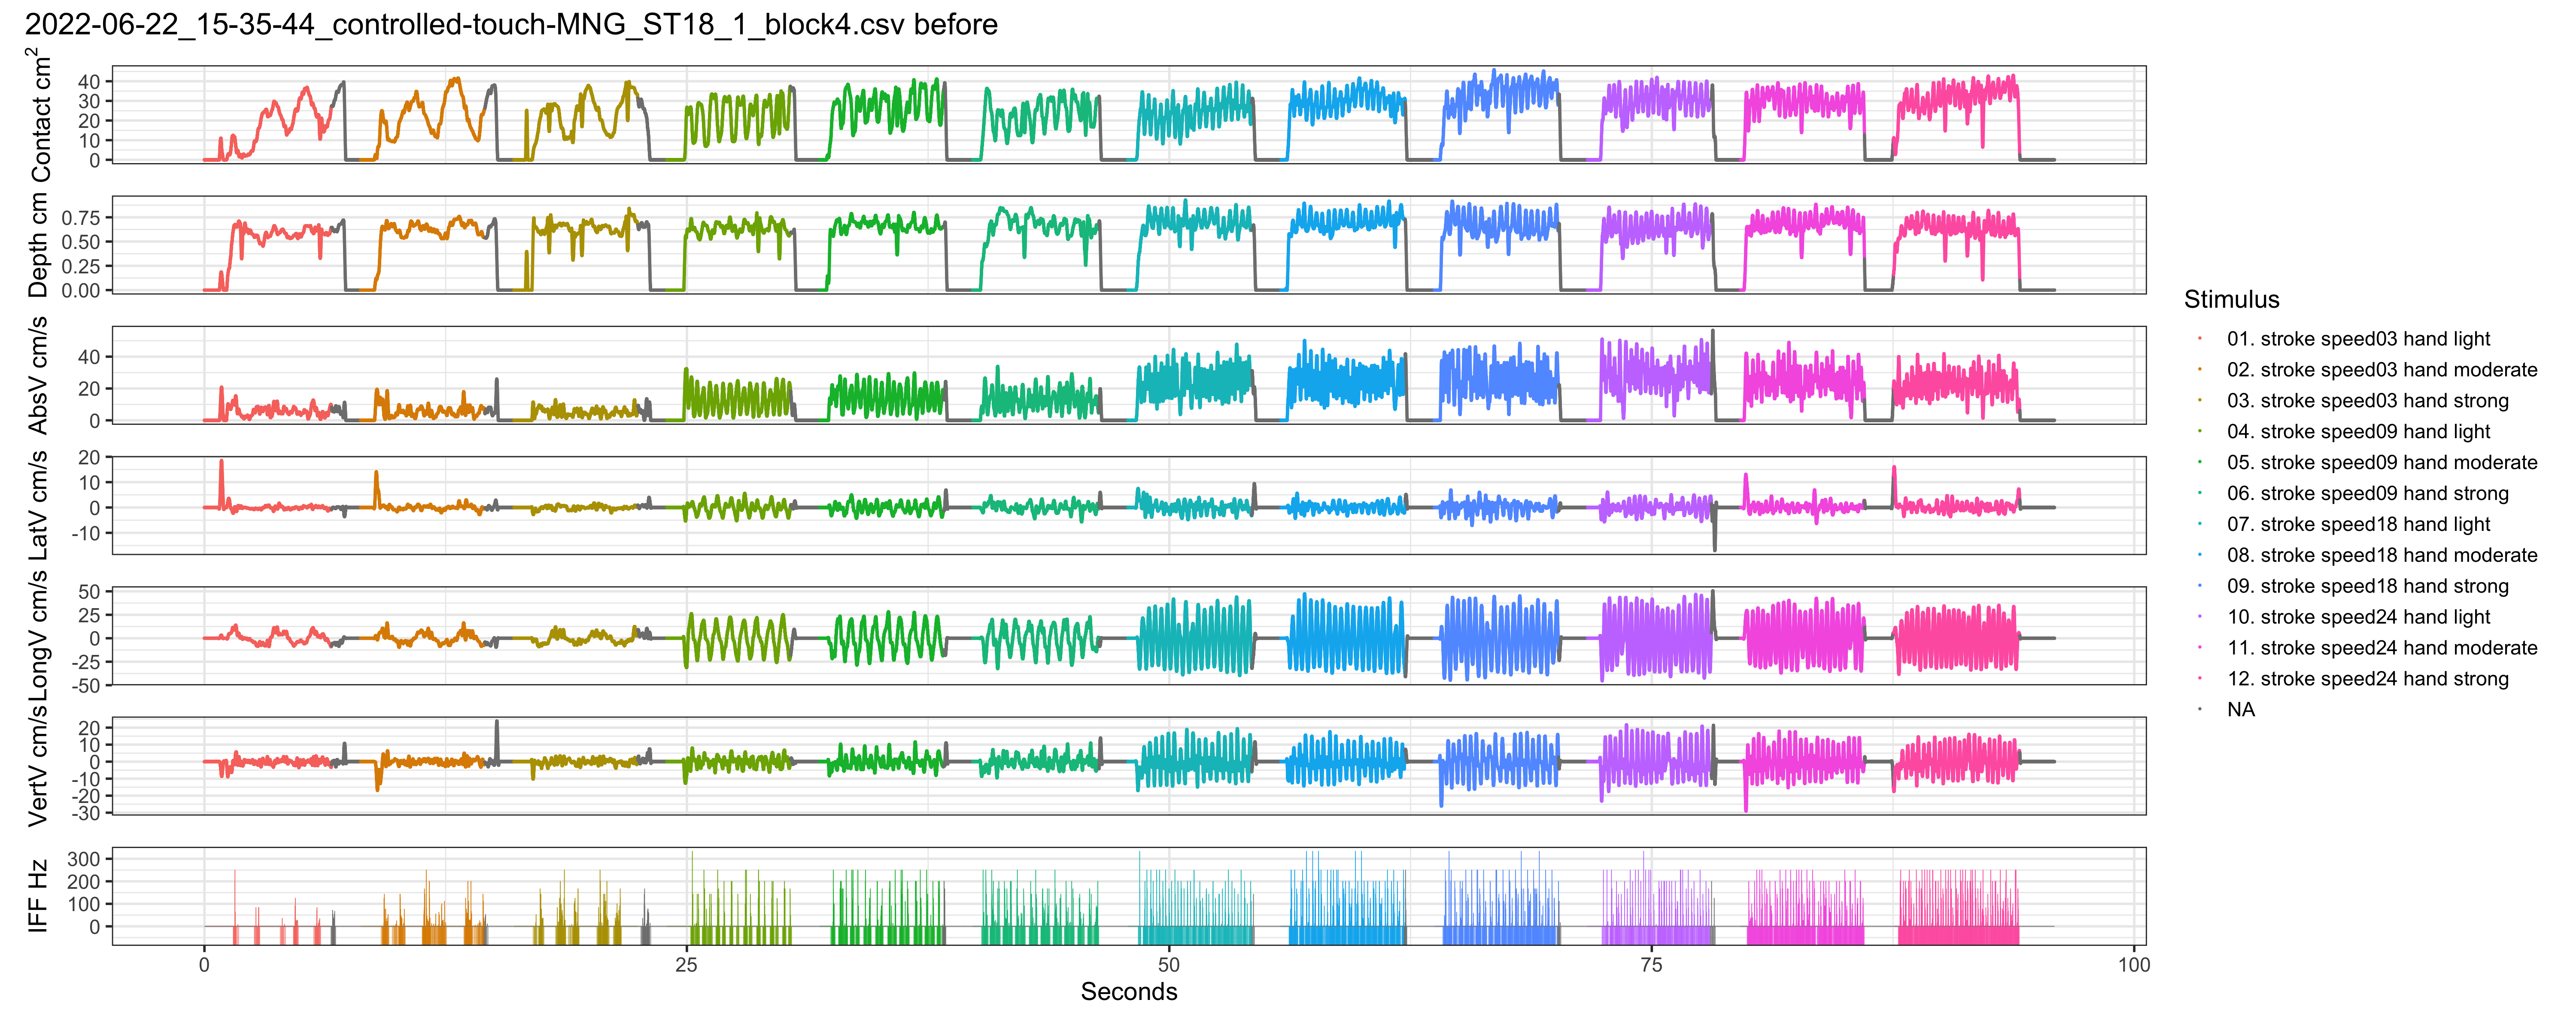 2022-06-22_15-35-44_controlled-touch-MNG_ST18_1_block4.csv before
Contact cm²
40
30
20
10
0
Depth cm
0.75
0.50
0.25
0.00
AbsV cm/s
40
20
0
LatV cm/s
20
10
0
-10
LongV cm/s
50
25
0
-25
-50
VertV cm/s
20
10
0
-10
-20
-30
IFF Hz
300
200
100
0
0 25 50 75 100
Seconds
Stimulus
01. stroke speed03 hand light
02. stroke speed03 hand moderate
03. stroke speed03 hand strong
04. stroke speed09 hand light
05. stroke speed09 hand moderate
06. stroke speed09 hand strong
07. stroke speed18 hand light
08. stroke speed18 hand moderate
09. stroke speed18 hand strong
10. stroke speed24 hand light
11. stroke speed24 hand moderate
12. stroke speed24 hand strong
NA